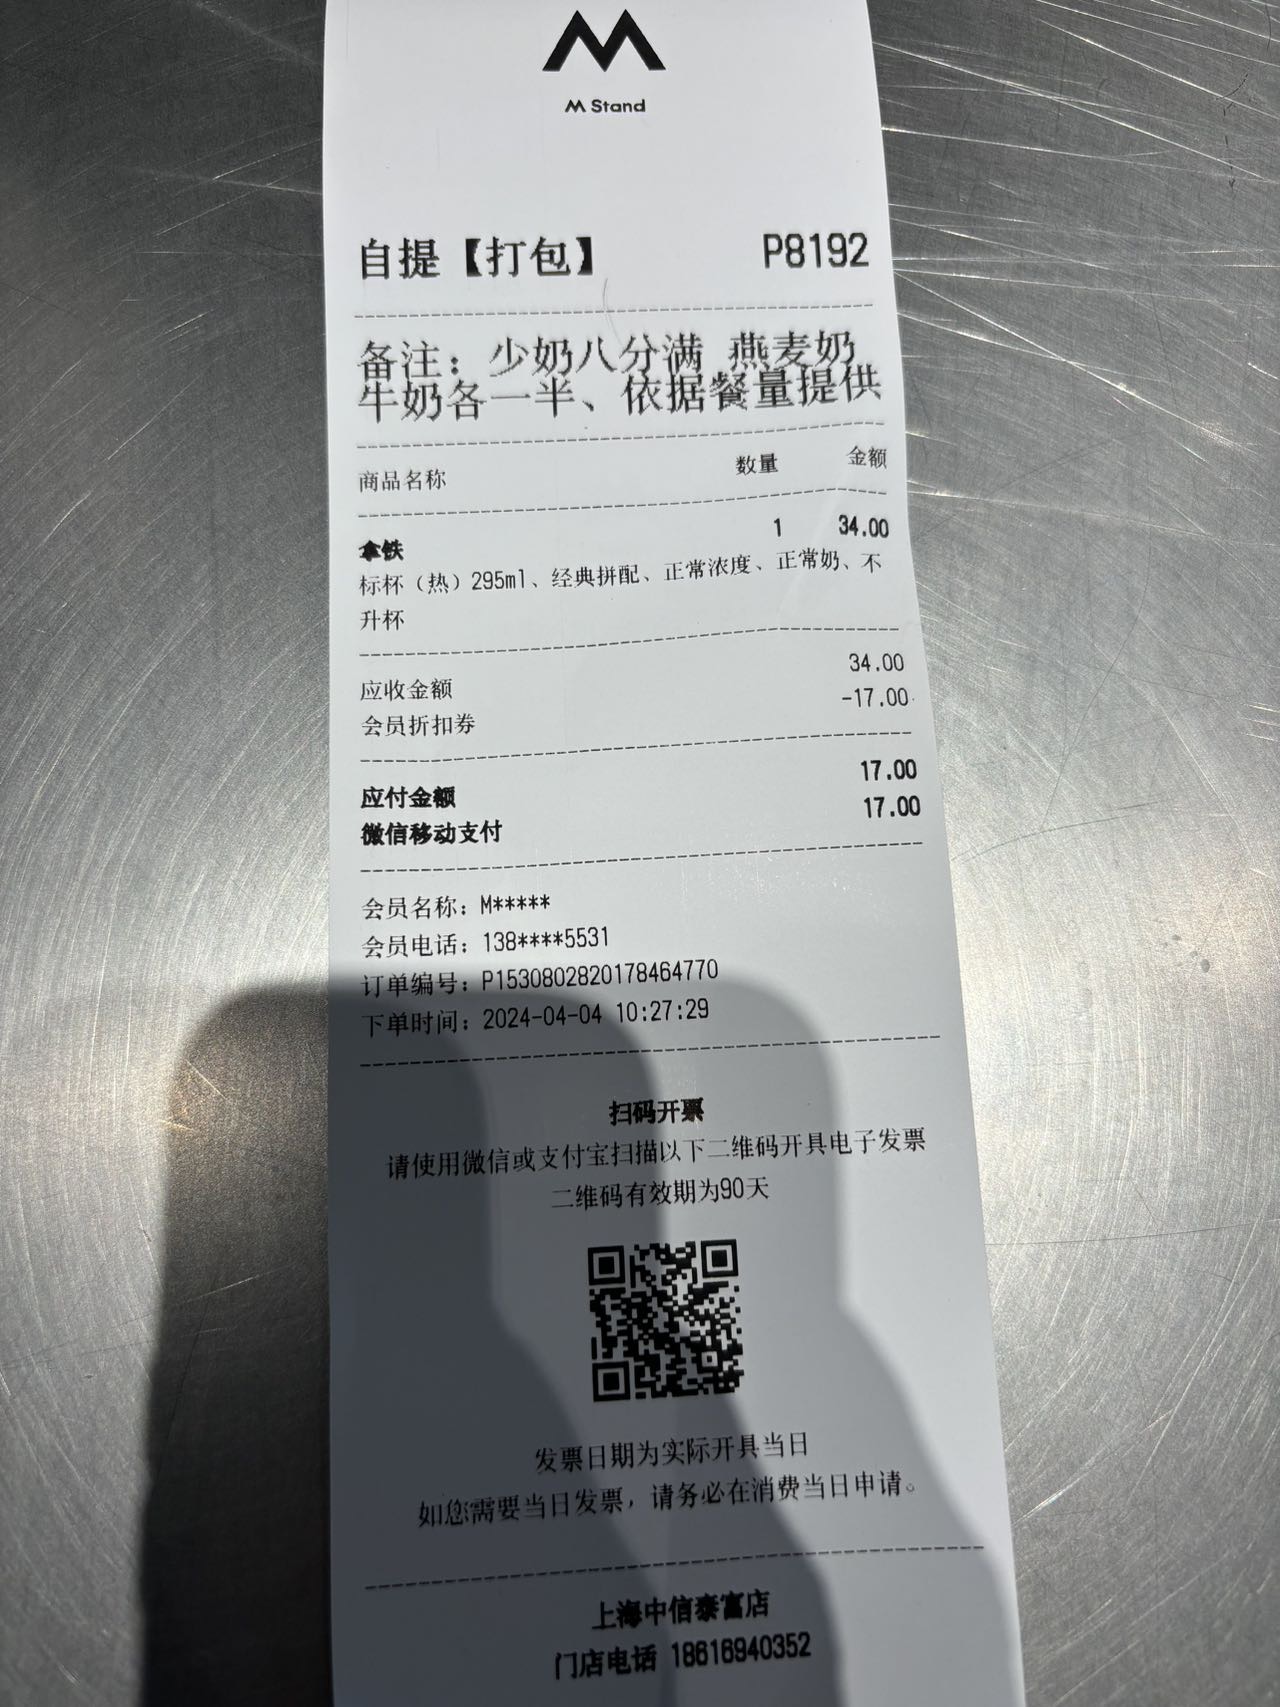 M Stand
自提【打包】 P8192
备注：少奶八分满 燕麦奶
牛奶各一半、依据餐量提供
商品名称 数量 金额
拿铁 1 34.00
标杯（热）295ml、经典拼配、正常浓度、正常奶、不
升杯
应收金额 34.00
会员折扣券 -17.00
应付金额 17.00
微信移动支付 17.00
会员名称：M*****
会员电话：138****5531
订单编号：P1530802820178464770
下单时间：2024-04-04 10:27:29
扫码开票
请使用微信或支付宝扫描以下二维码开具电子发票
二维码有效期为90天
发票日期为实际开具当日
如您需要当日发票，请务必在消费当日申请。
上海中信泰富店
门店电话 18616940352